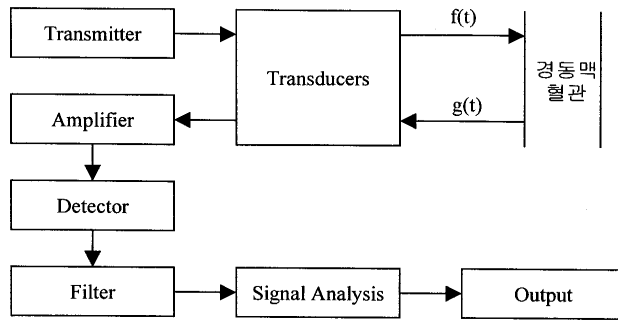 Transmitter
Transducers
f(t)
경동맥
혈관
g(t)
Amplifier
Detector
Filter
Signal Analysis
Output